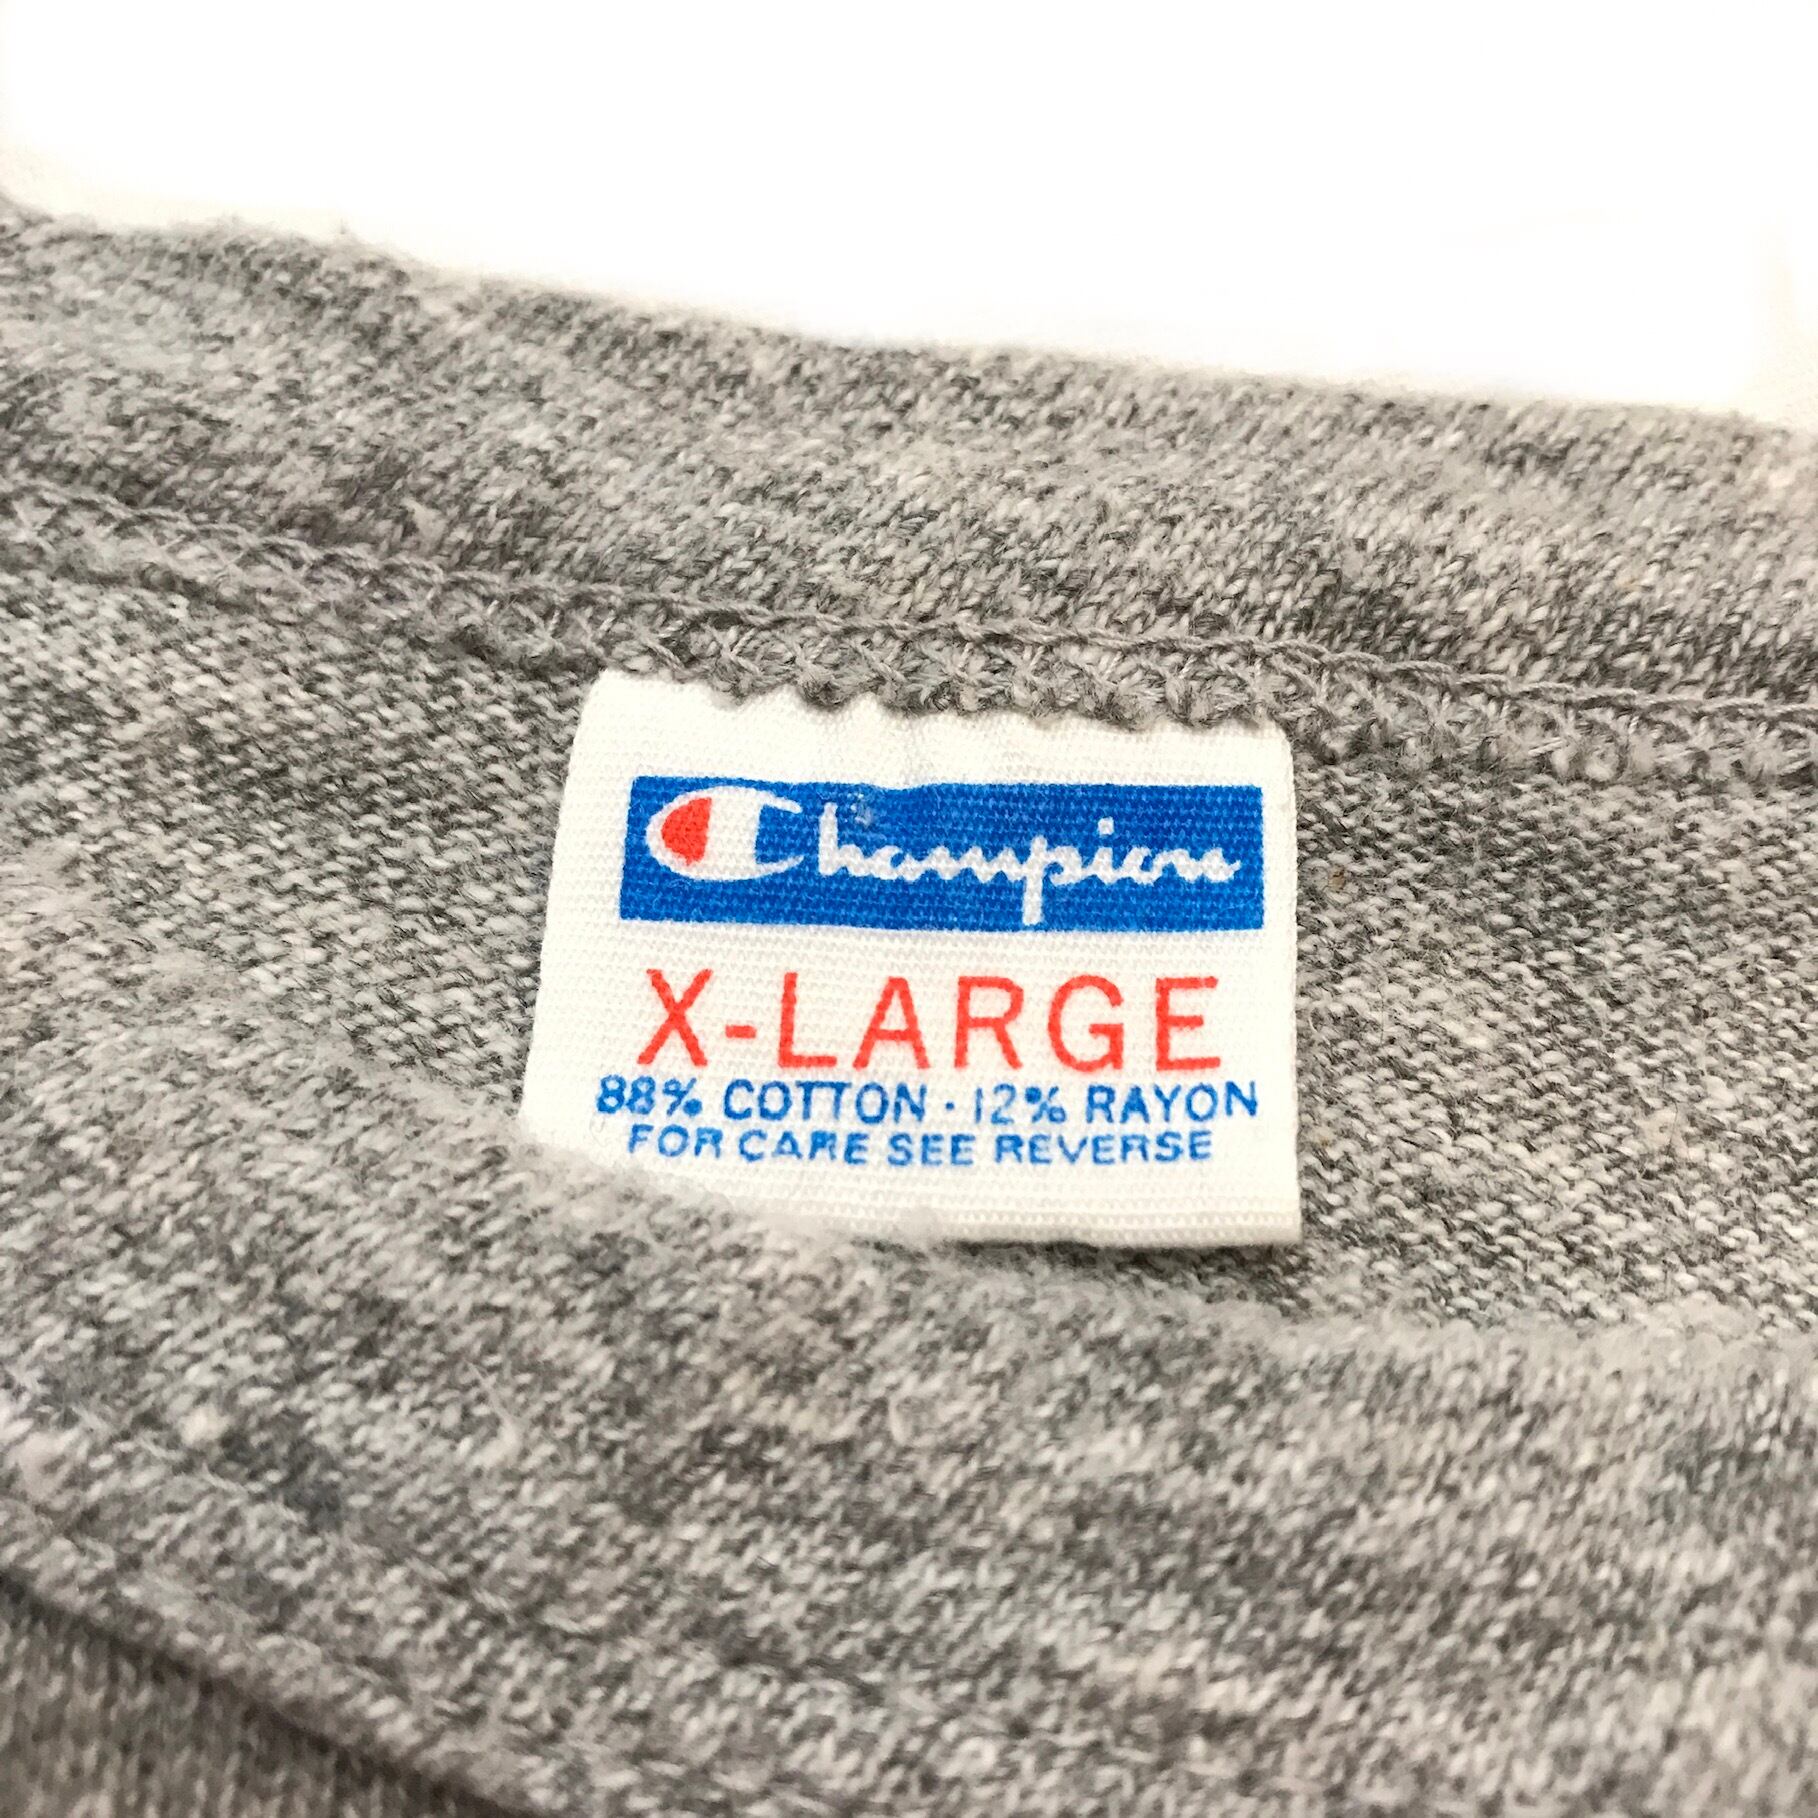 Champion
X-LARGE
88% COTTON · 12% RAYON
FOR CARE SEE REVERSE